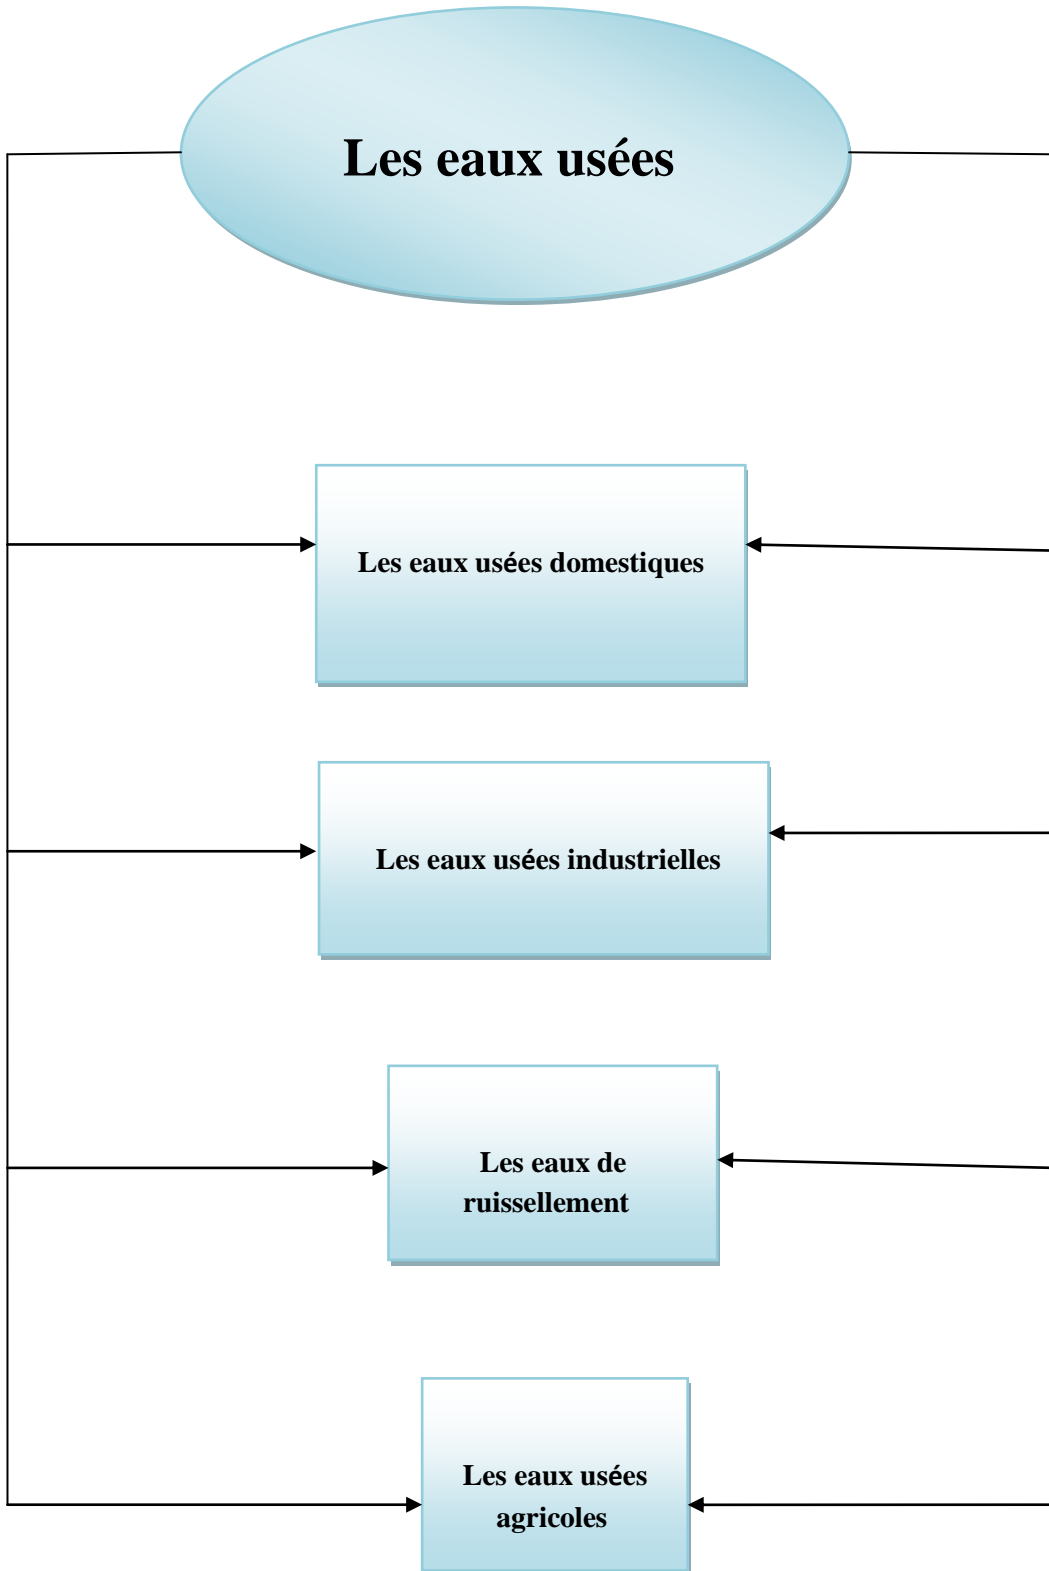 Les eaux usées
Les eaux usées domestiques
Les eaux usées industrielles
Les eaux de
ruissellement
Les eaux usées
agricoles